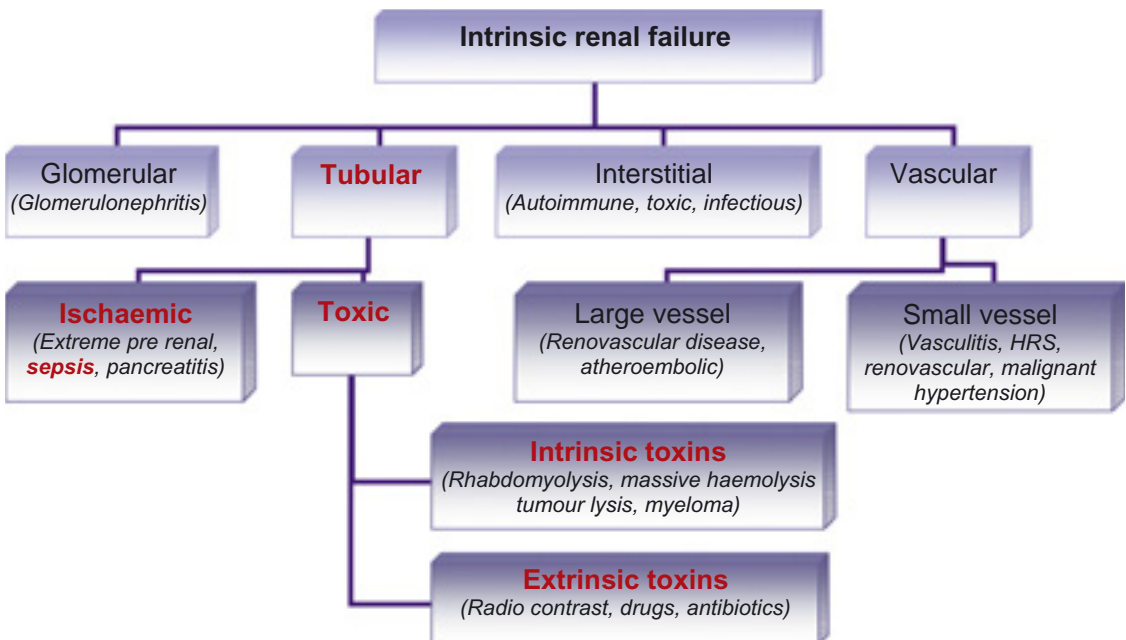 Intrinsic renal failure
Glomerular
(Glomerulonephritis)
Tubular
Interstitial
(Autoimmune, toxic, infectious)
Vascular
Ischaemic
(Extreme pre renal,
sepsis, pancreatitis)
Toxic
Large vessel
(Renovascular disease,
atheroembolic)
Small vessel
(Vasculitis, HRS,
renovascular, malignant
hypertension)
Intrinsic toxins
(Rhabdomyolysis, massive haemolysis
tumour lysis, myeloma)
Extrinsic toxins
(Radio contrast, drugs, antibiotics)